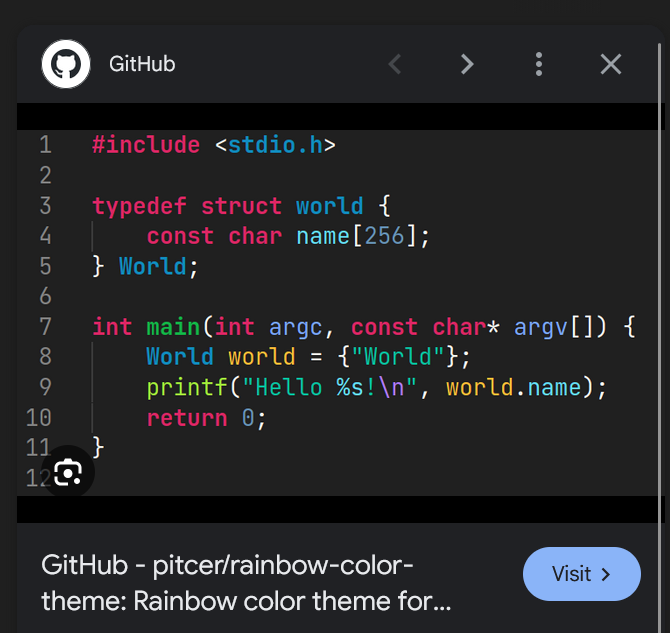 GitHub
1 #include <stdio.h>
2
3 typedef struct world {
4     const char name[256];
5 } World;
6
7 int main(int argc, const char* argv[]) {
8     World world = {"World"};
9     printf("Hello %s!\n", world.name);
10     return 0;
11 }
12
GitHub - pitcer/rainbow-color-
theme: Rainbow color theme for...
Visit